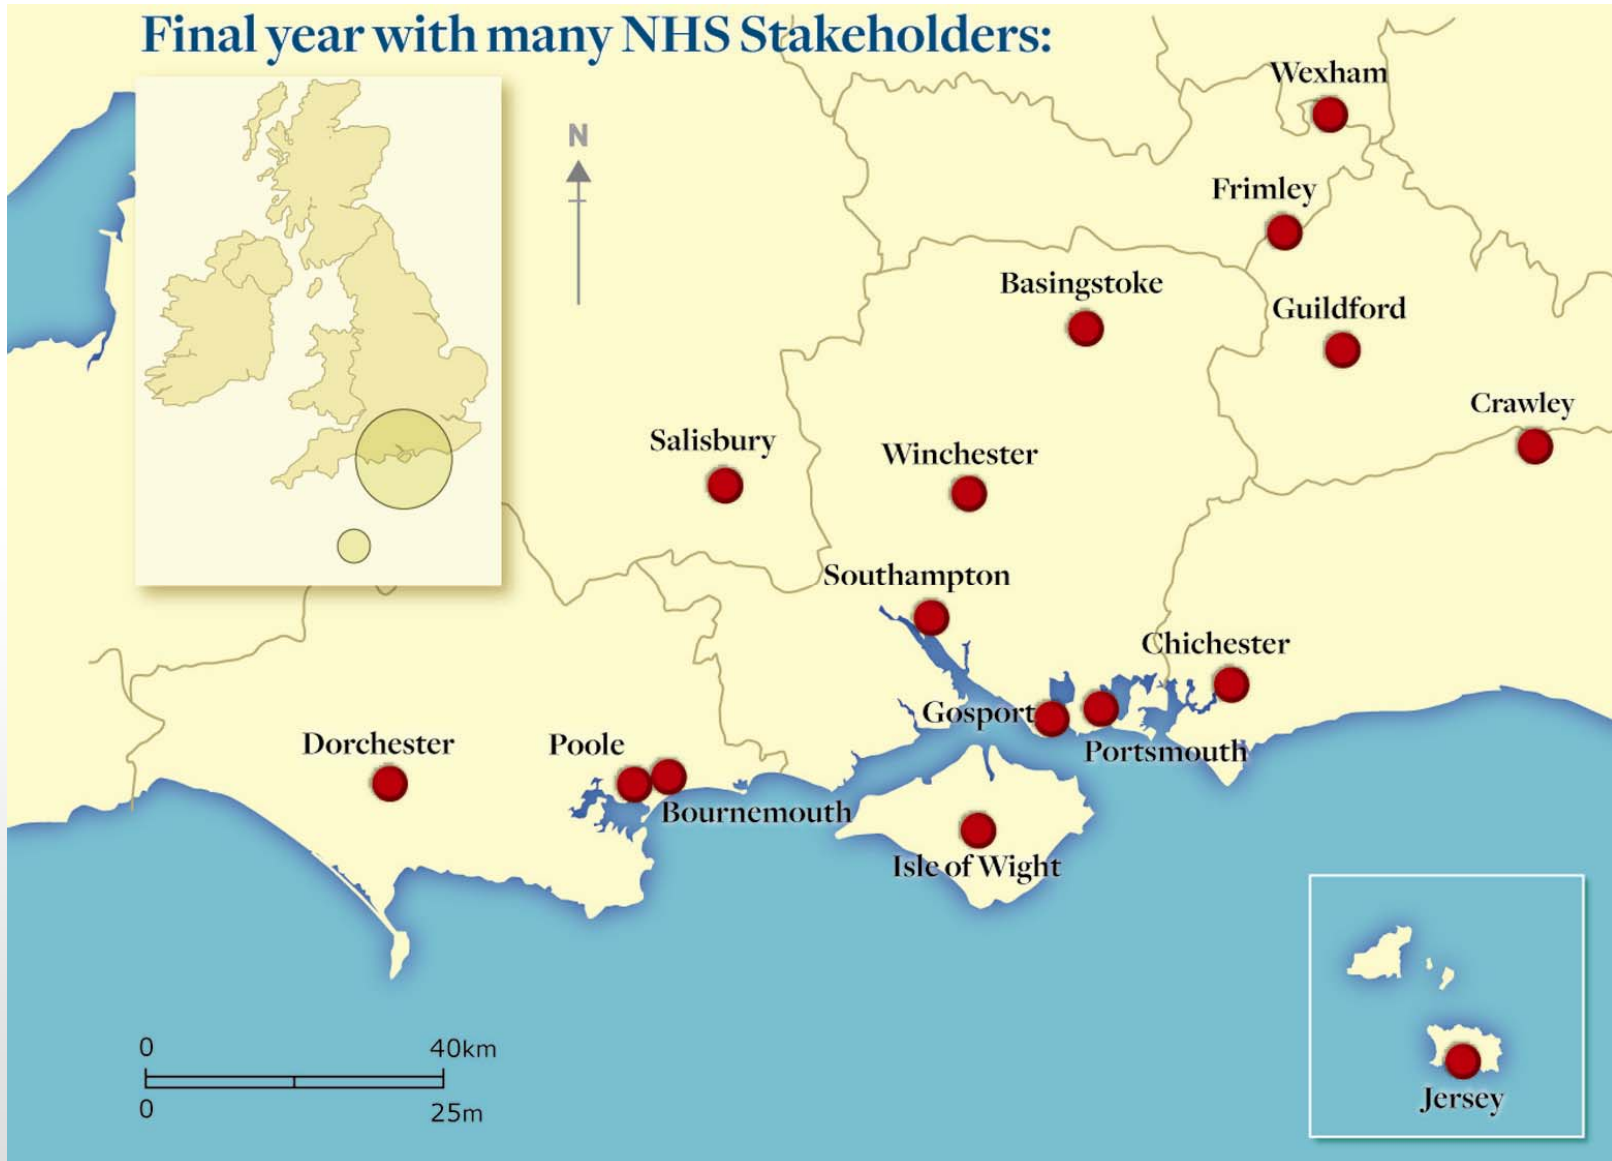 Final year with many NHS Stakeholders:
Wexham
N
Frimley
Basingstoke
Guildford
Crawley
Salisbury
Winchester
Southampton
Chichester
Gosport
Portsmouth
Dorchester
Poole
Bournemouth
Isle of Wight
0 40km
0 25m
Jersey